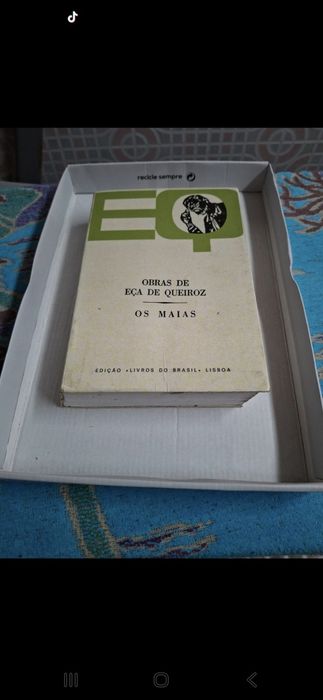 recicle sempre
EQ
OBRAS DE
EÇA DE QUEIROZ
OS MAIAS
EDIÇÃO «LIVROS DO BRASIL» LISBOA